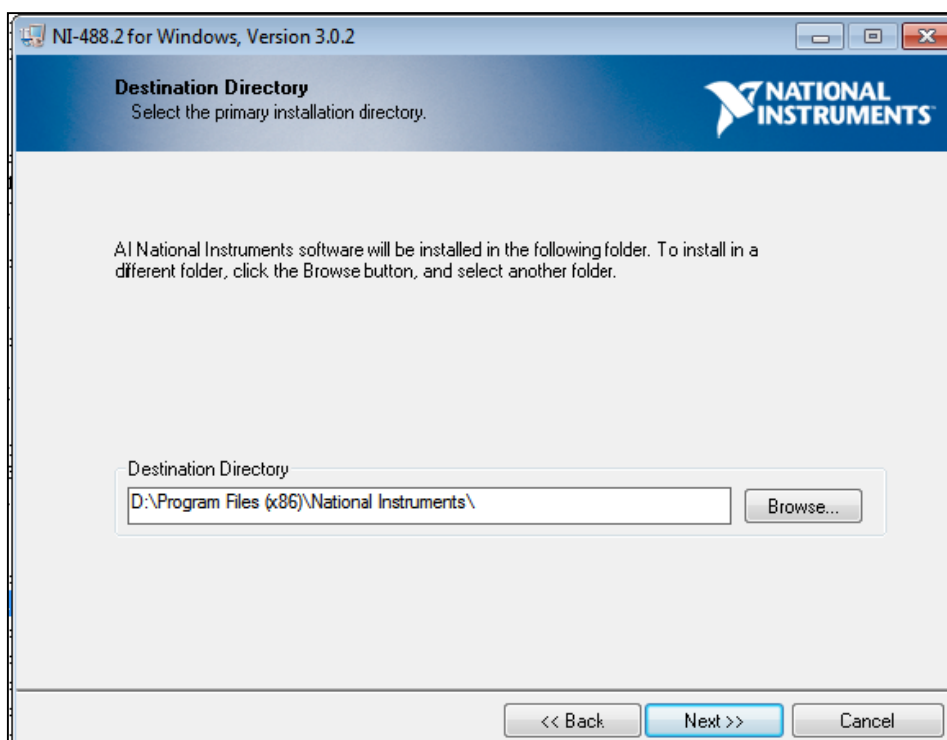 NI-488.2 for Windows, Version 3.0.2
Destination Directory
Select the primary installation directory.
NATIONAL
INSTRUMENTS
Al National Instruments software will be installed in the following folder. To install in a
different folder, click the Browse button, and select another folder.
Destination Directory
D:\Program Files (x86)\National Instruments\
Browse...
<< Back
Next >>
Cancel